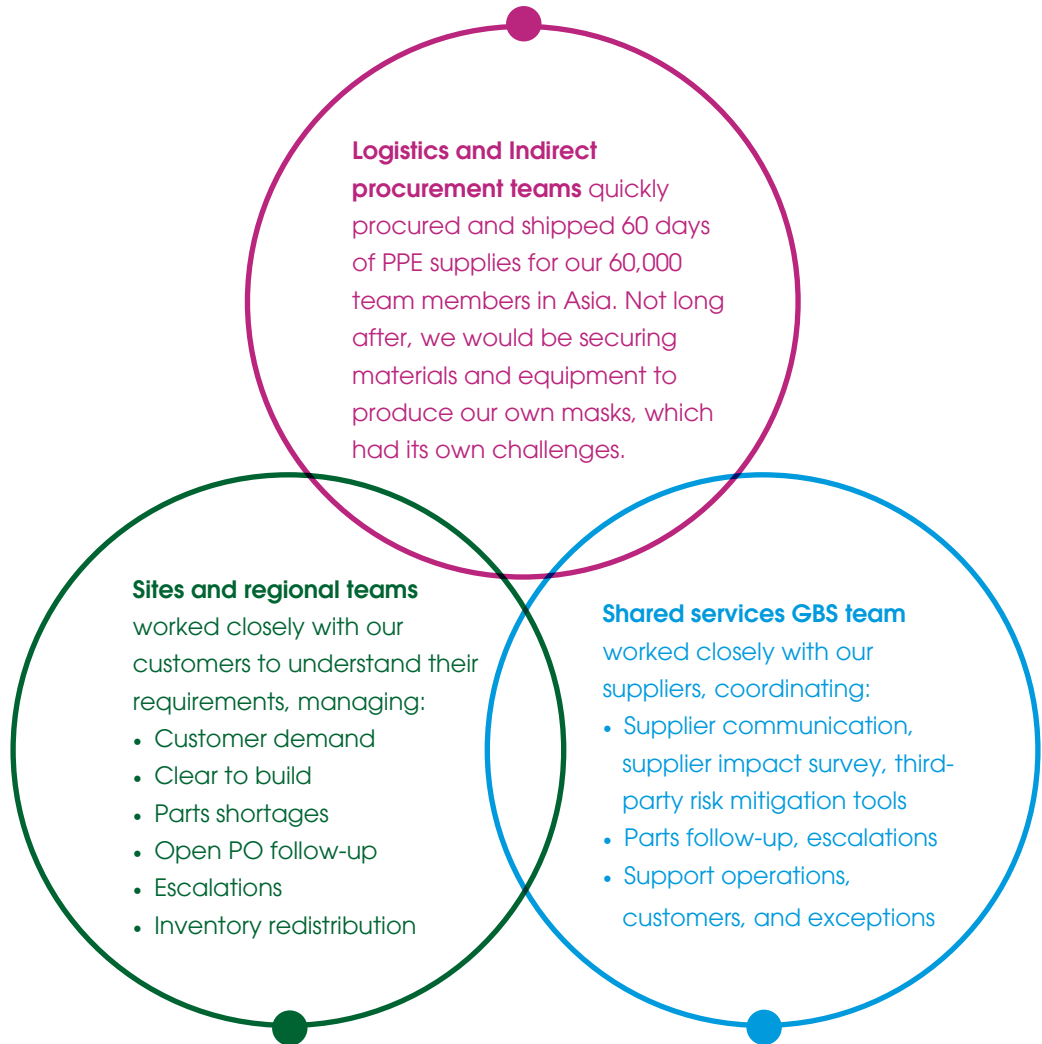 Logistics and Indirect
procurement teams quickly
procured and shipped 60 days
of PPE supplies for our 60,000
team members in Asia. Not long
after, we would be securing
materials and equipment to
produce our own masks, which
had its own challenges.
Sites and regional teams
worked closely with our
customers to understand their
requirements, managing:
• Customer demand
• Clear to build
• Parts shortages
• Open PO follow-up
• Escalations
• Inventory redistribution
Shared services GBS team
worked closely with our
suppliers, coordinating:
• Supplier communication,
supplier impact survey, third-
party risk mitigation tools
• Parts follow-up, escalations
• Support operations,
customers, and exceptions